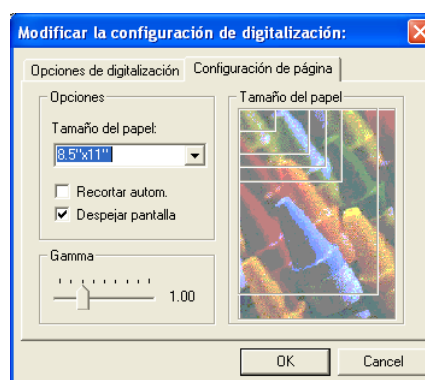 Modificar la configuración de digitalización:
Opciones de digitalización Configuración de página
Opciones
Tamaño del papel:
8.5"x11"
Recortar autom.
Despejar pantalla
Gamma
1.00
Tamaño del papel
OK Cancel